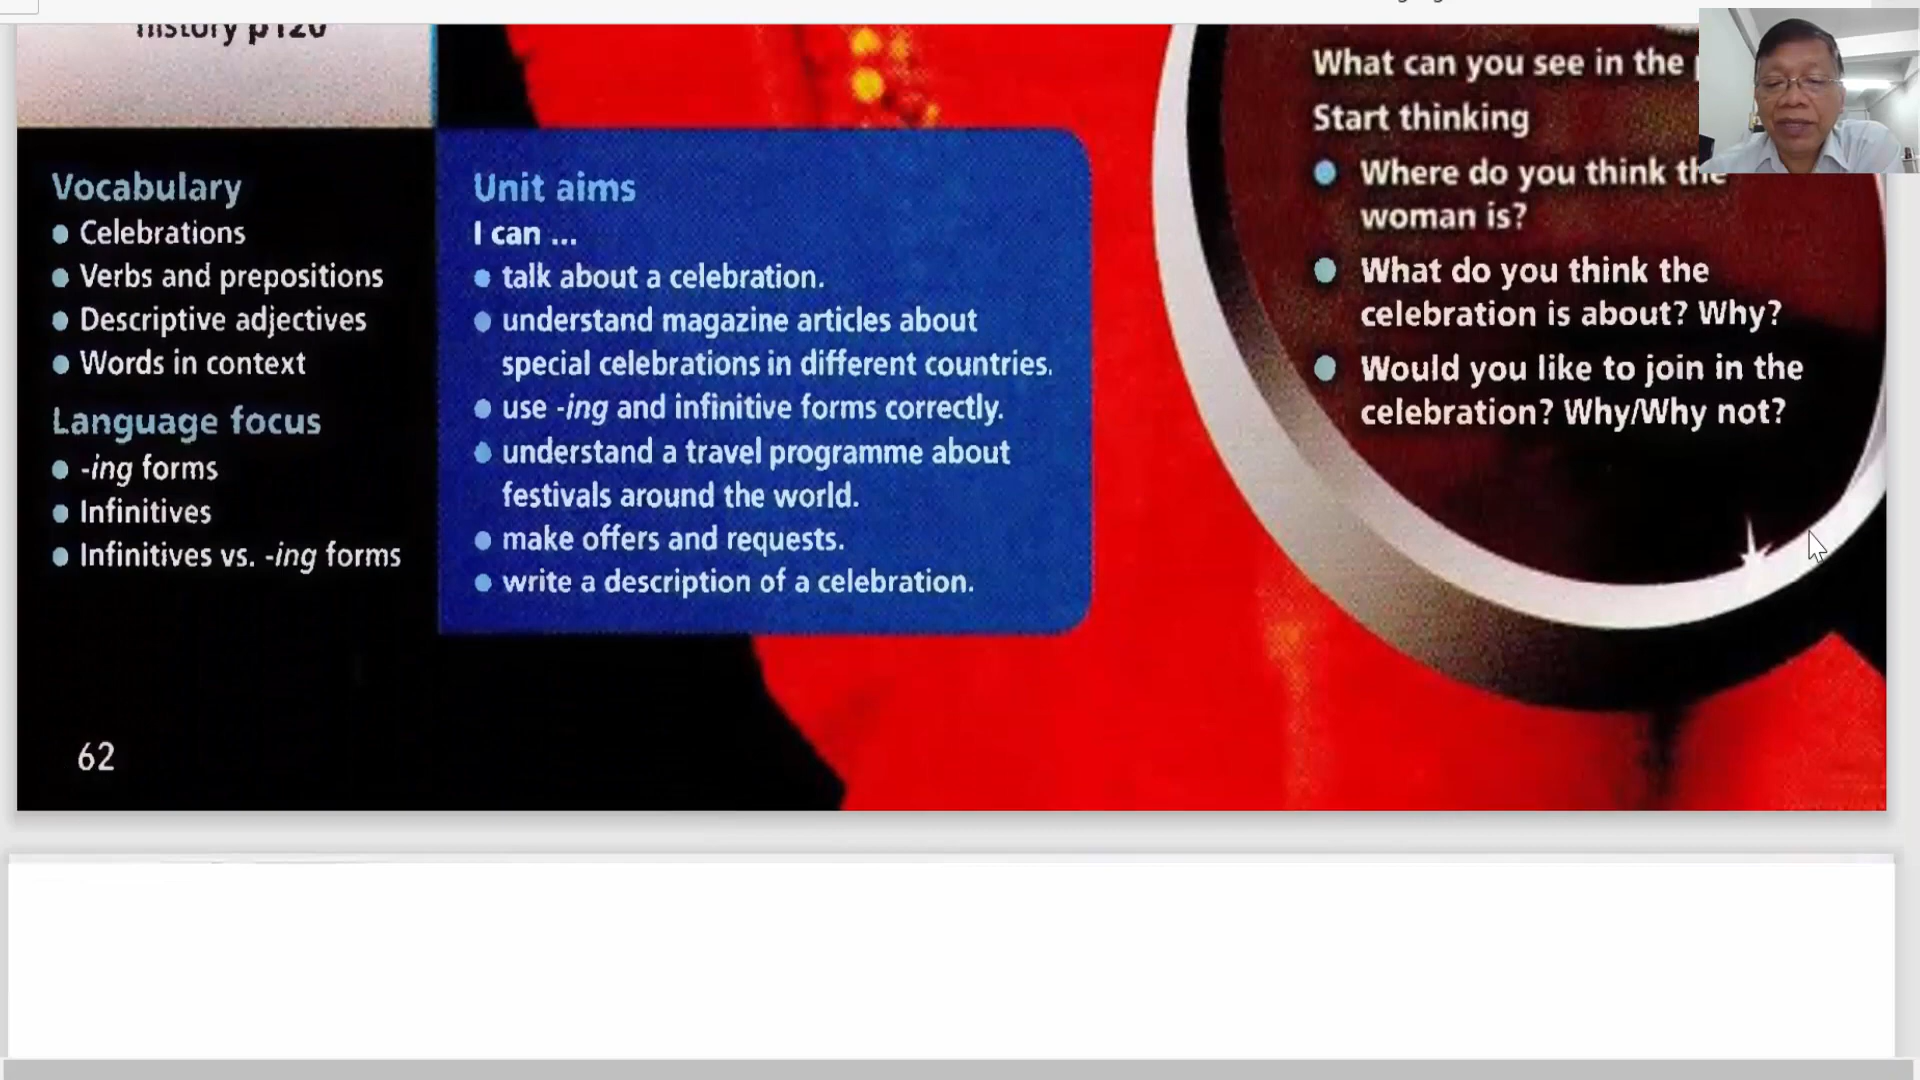 history p120
Vocabulary
Celebrations
Verbs and prepositions
Descriptive adjectives
Words in context
Language focus
-ing forms
Infinitives
Infinitives vs. -ing forms
62
Unit aims
I can ...
talk about a celebration.
understand magazine articles about
special celebrations in different countries.
use -ing and infinitive forms correctly.
understand a travel programme about
festivals around the world.
make offers and requests.
write a description of a celebration.
What can you see in the
Start thinking
Where do you think the
woman is?
What do you think the
celebration is about? Why?
Would you like to join in the
celebration? Why/Why not?